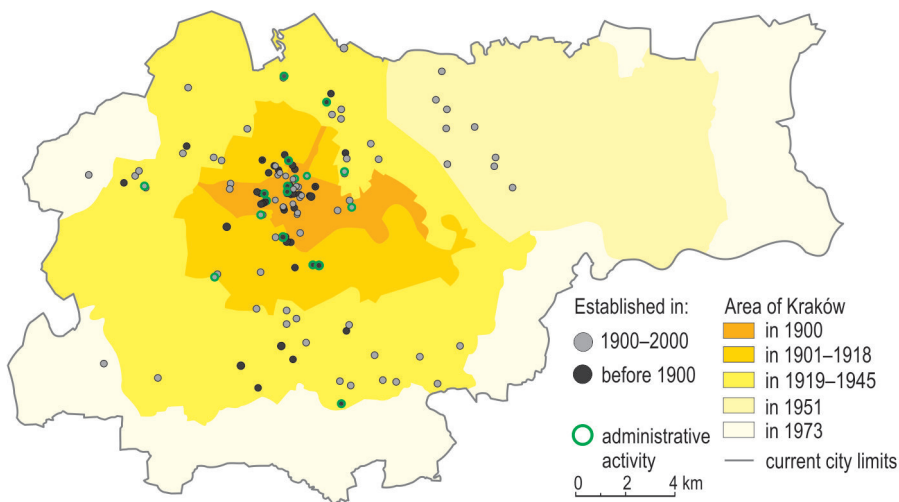 Established in:
1900–2000
before 1900
administrative
activity
0 2 4 km
Area of Kraków
in 1900
in 1901–1918
in 1919–1945
in 1951
in 1973
current city limits